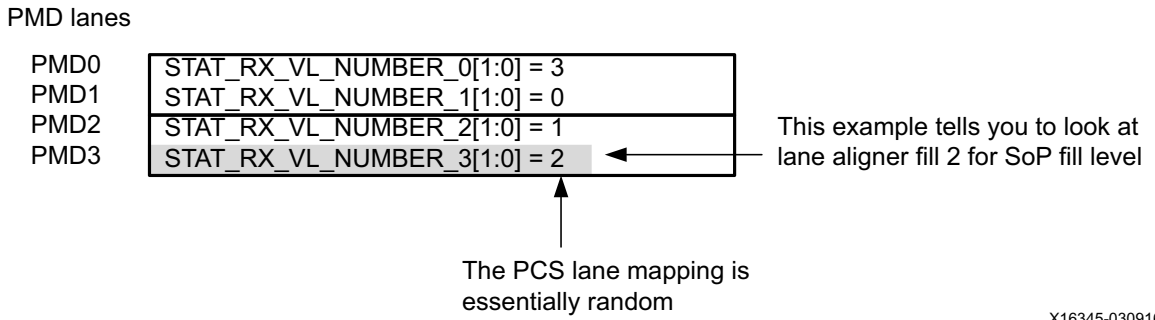 PMD lanes
PMD0 STAT_RX_VL_NUMBER_0[1:0] = 3
PMD1 STAT_RX_VL_NUMBER_1[1:0] = 0
PMD2 STAT_RX_VL_NUMBER_2[1:0] = 1
PMD3 STAT_RX_VL_NUMBER_3[1:0] = 2
This example tells you to look at
lane aligner fill 2 for SoP fill level
The PCS lane mapping is
essentially random